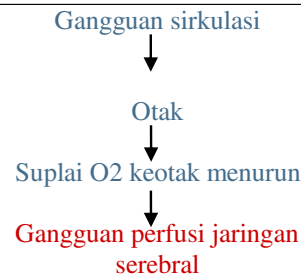 Gangguan sirkulasi
Otak
Suplai O2 keotak menurun
Gangguan perfusi jaringan
serebral